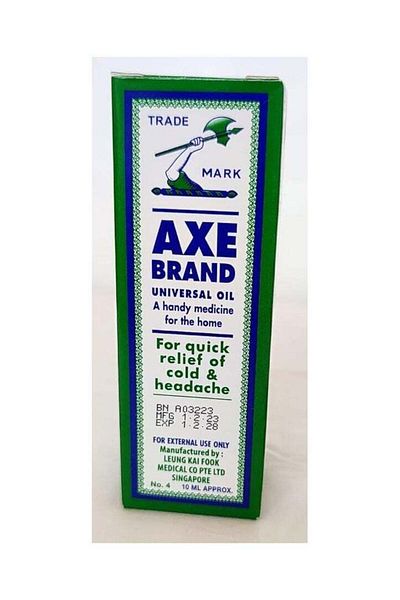 TRADE
MARK
AXE
BRAND
UNIVERSAL OIL
A handy medicine
for the home
For quick
relief of
cold &
headache
BN A03223
MFG 1·2·23
EXP 1·2·28
FOR EXTERNAL USE ONLY
Manufactured by :
LEUNG KAI FOOK
MEDICAL CO PTE LTD
SINGAPORE
No. 4 10 ML APPROX.